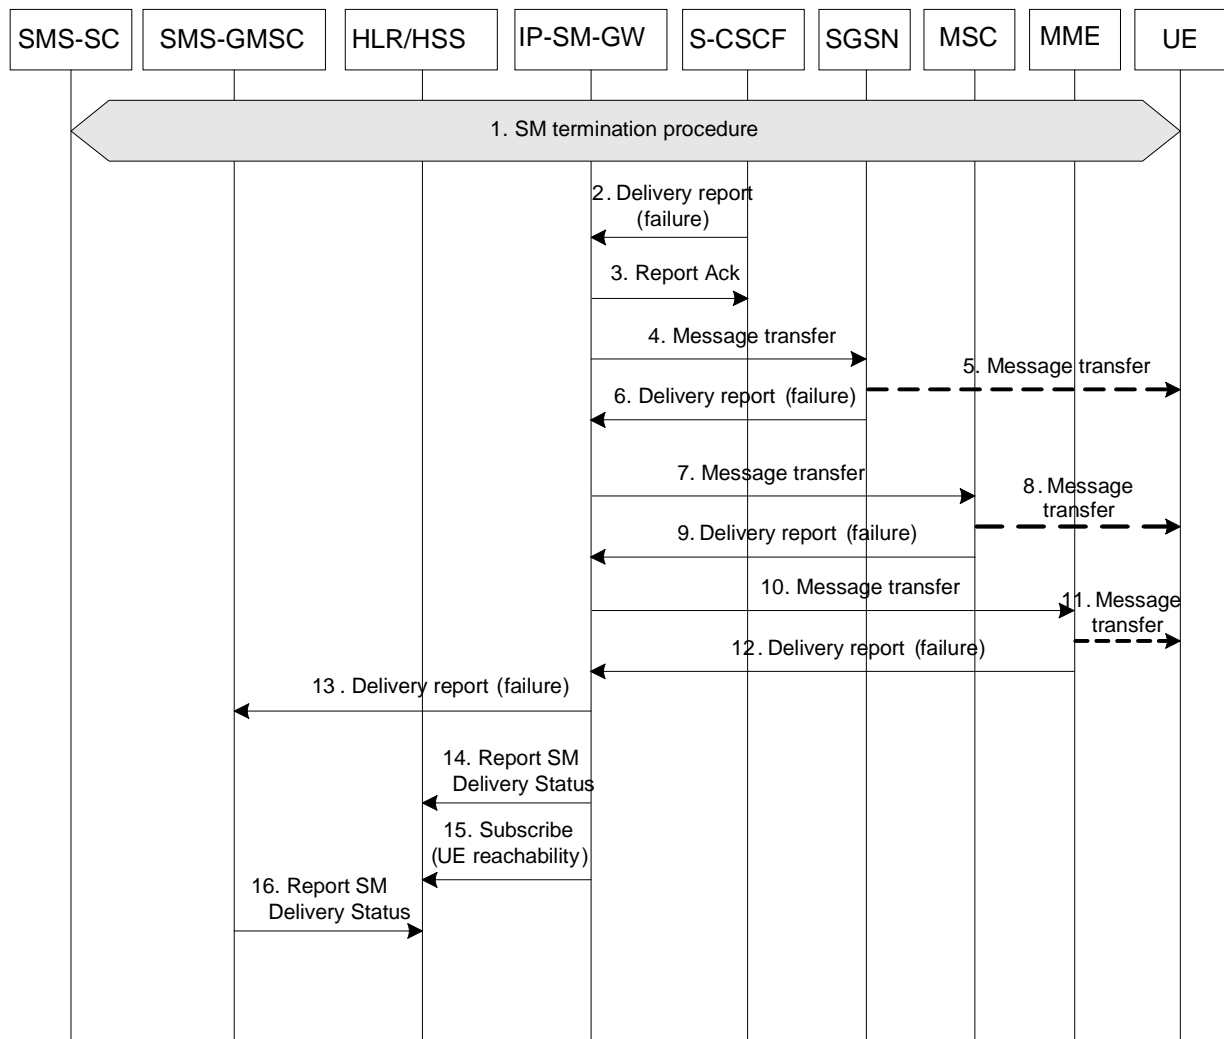 SMS-SC
SMS-GMSC
HLR/HSS
IP-SM-GW
S-CSCF
SGSN
MSC
MME
UE
1. SM termination procedure
2. Delivery report
(failure)
3. Report Ack
4. Message transfer
5. Message transfer
6. Delivery report (failure)
7. Message transfer
8. Message
transfer
9. Delivery report (failure)
10. Message transfer
11. Message
transfer
12. Delivery report (failure)
13. Delivery report (failure)
14. Report SM
Delivery Status
15. Subscribe
(UE reachability)
16. Report SM
Delivery Status